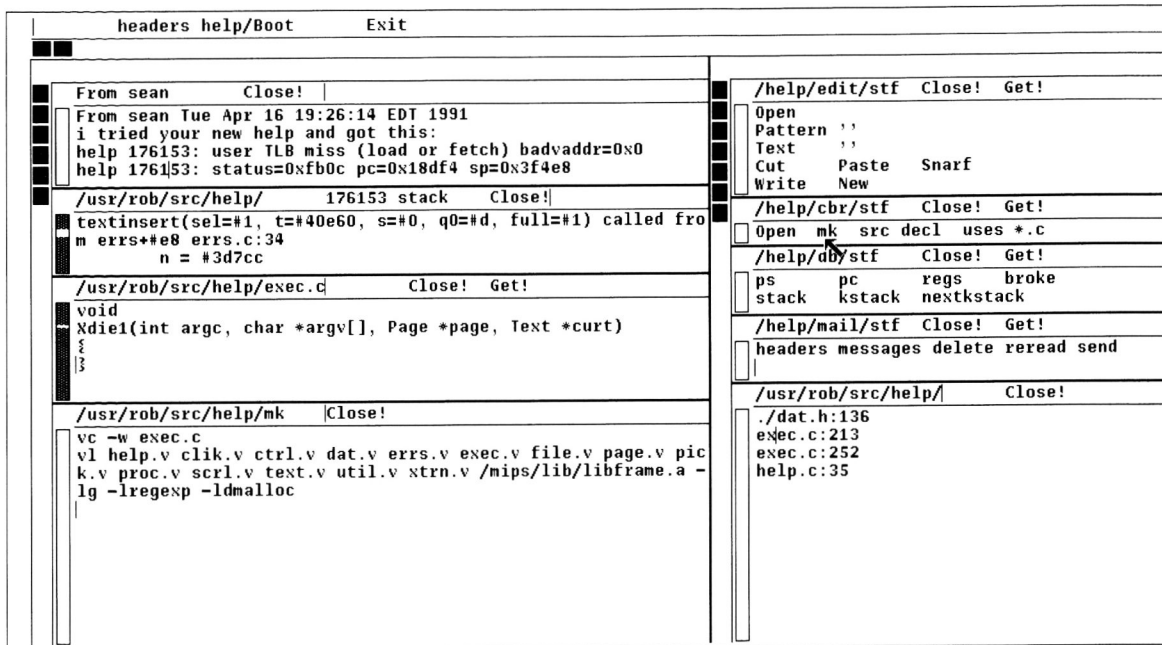 headers help/Boot Exit
From sean Close!
From sean Tue Apr 16 19:26:14 EDT 1991
i tried your new help and got this:
help 176153: user TLB miss (load or fetch) badvaddr=0x0
help 176153: status=0xfb0c pc=0x18df4 sp=0x3f4e8
/usr/rob/src/help/ 176153 stack Close!
textinsert(sel=#1, t=#40e60, s=#0, q0=#d, full=#1) called fro
m errs+#e8 errs.c:34
n = #3d7cc
/usr/rob/src/help/exec.c Close! Get!
void
Xdie1(int argc, char *argv[], Page *page, Text *curt)
{
}
/usr/rob/src/help/mk Close!
vc -w exec.c
vl help.v clik.v ctrl.v dat.v errs.v exec.v file.v page.v pic
k.v proc.v scrl.v text.v util.v xtrn.v /mips/lib/libframe.a -
lg -lregexp -ldmalloc
/help/edit/stf Close! Get!
Open
Pattern ''
Text ''
Cut Paste Snarf
Write New
/help/cbr/stf Close! Get!
Open mk src decl uses *.c
/help/db/stf Close! Get!
ps pc regs broke
stack kstack nextkstack
/help/mail/stf Close! Get!
headers messages delete reread send
/usr/rob/src/help/ Close!
./dat.h:136
exec.c:213
exec.c:252
help.c:35